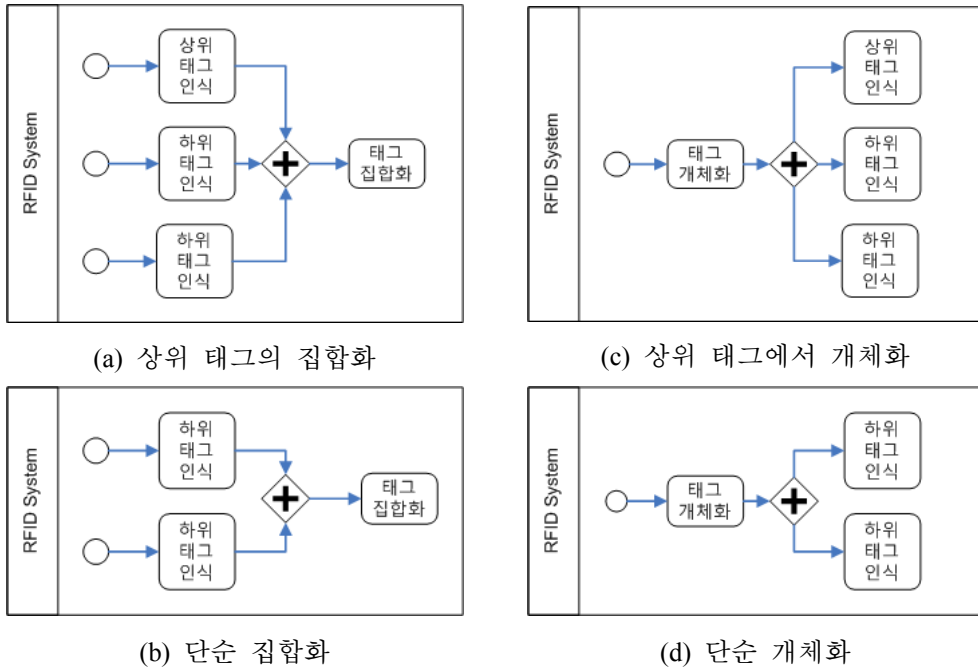 RFID System
상위
태그
인식
하위
태그
인식
하위
태그
인식
태그
집합화
(a) 상위 태그의 집합화
RFID System
태그
개체화
상위
태그
인식
하위
태그
인식
하위
태그
인식
(c) 상위 태그에서 개체화
RFID System
하위
태그
인식
하위
태그
인식
태그
집합화
(b) 단순 집합화
RFID System
태그
개체화
하위
태그
인식
하위
태그
인식
(d) 단순 개체화